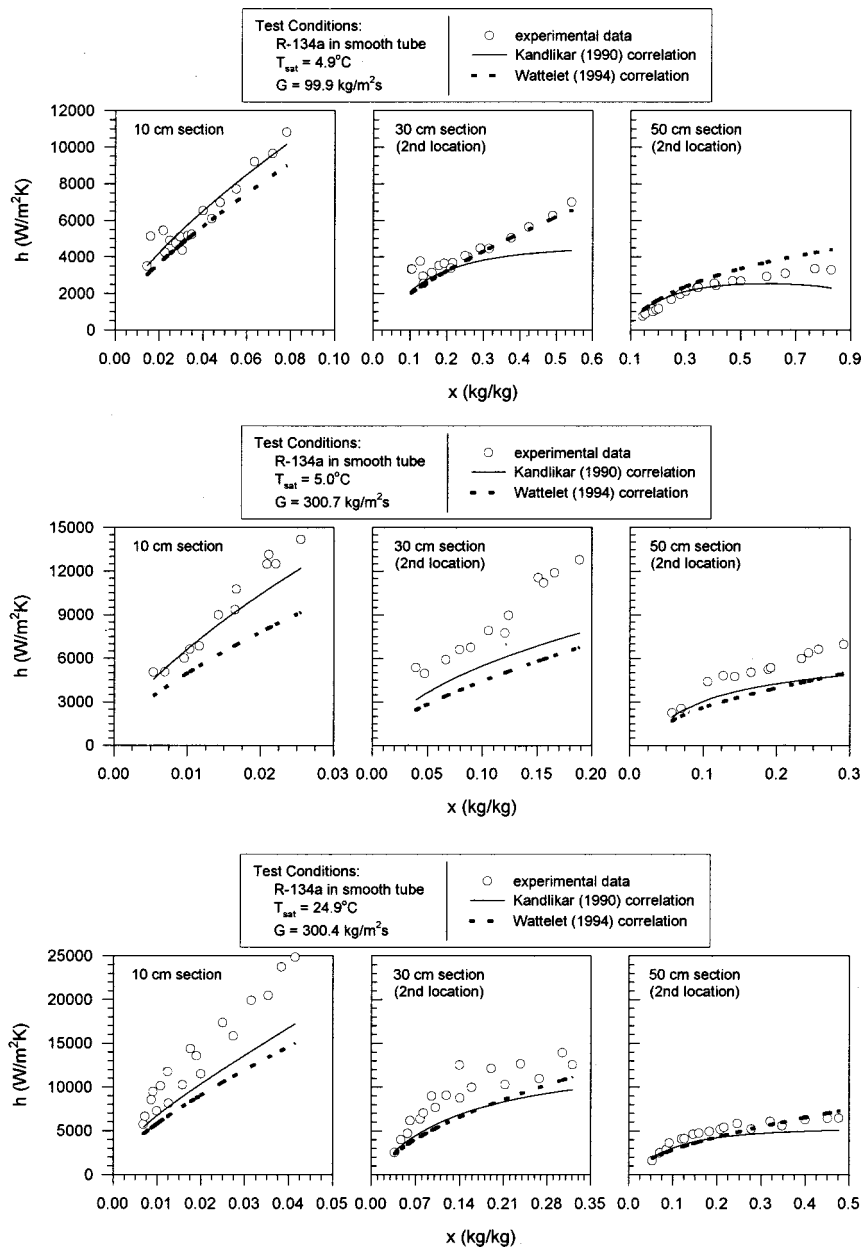 Test Conditions:
R-134a in smooth tube
Tsat = 4.9°C
G = 99.9 kg/m²s
experimental data
Kandlikar (1990) correlation
Wattelet (1994) correlation
10 cm section
30 cm section
(2nd location)
50 cm section
(2nd location)
h (W/m²K)
12000
10000
8000
6000
4000
2000
0
0.00 0.02 0.04 0.06 0.08 0.10
0.0 0.1 0.2 0.3 0.4 0.5 0.6
0.1 0.3 0.5 0.7 0.9
x (kg/kg)
Test Conditions:
R-134a in smooth tube
Tsat = 5.0°C
G = 300.7 kg/m²s
experimental data
Kandlikar (1990) correlation
Wattelet (1994) correlation
10 cm section
30 cm section
(2nd location)
50 cm section
(2nd location)
h (W/m²K)
15000
12000
9000
6000
3000
0
0.00 0.01 0.02 0.03
0.00 0.05 0.10 0.15 0.20
0.0 0.1 0.2 0.3
x (kg/kg)
Test Conditions:
R-134a in smooth tube
Tsat = 24.9°C
G = 300.4 kg/m²s
experimental data
Kandlikar (1990) correlation
Wattelet (1994) correlation
10 cm section
30 cm section
(2nd location)
50 cm section
(2nd location)
h (W/m²K)
25000
20000
15000
10000
5000
0
0.00 0.01 0.02 0.03 0.04 0.05
0.00 0.07 0.14 0.21 0.28 0.35
0.0 0.1 0.2 0.3 0.4 0.5
x (kg/kg)